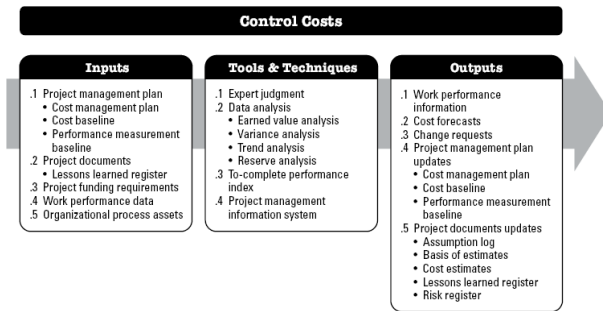 Control Costs
Inputs
.1 Project management plan
• Cost management plan
• Cost baseline
• Performance measurement
baseline
.2 Project documents
• Lessons learned register
.3 Project funding requirements
.4 Work performance data
.5 Organizational process assets
Tools & Techniques
.1 Expert judgment
.2 Data analysis
• Earned value analysis
• Variance analysis
• Trend analysis
• Reserve analysis
.3 To-complete performance
index
.4 Project management
information system
Outputs
.1 Work performance
information
.2 Cost forecasts
.3 Change requests
.4 Project management plan
updates
• Cost management plan
• Cost baseline
• Performance measurement
baseline
.5 Project documents updates
• Assumption log
• Basis of estimates
• Cost estimates
• Lessons learned register
• Risk register